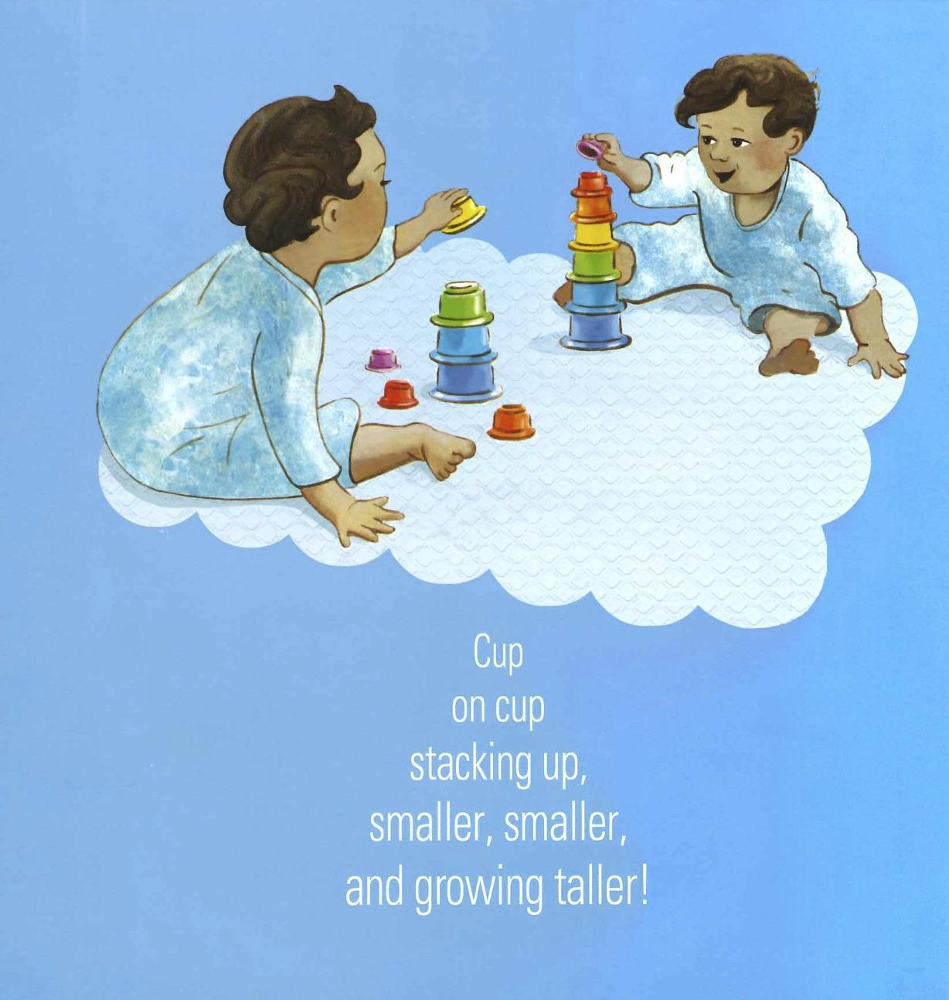 Cup
on cup
stacking up,
smaller, smaller,
and growing taller!